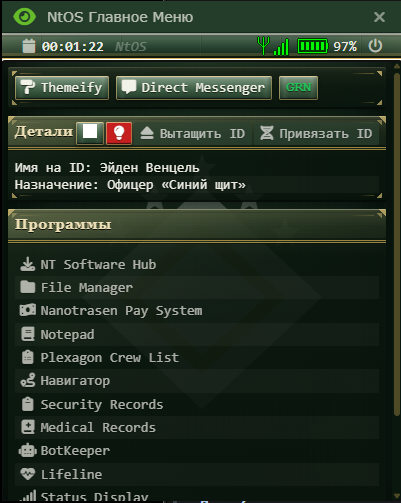 NtOS Главное Меню
00:01:22 NtOS 97%
Themeify Direct Messenger GRN
Детали Вытащить ID Привязать ID
Имя на ID: Эйден Венцель
Назначение: Офицер «Синий щит»
Программы
NT Software Hub
File Manager
Nanotrasen Pay System
Notepad
Plexagon Crew List
Навигатор
Security Records
Medical Records
BotKeeper
Lifeline
Status Display